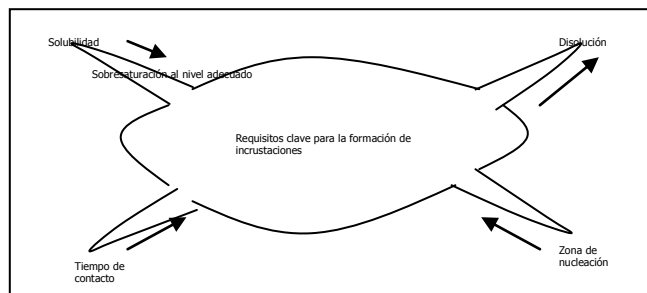 Solubilidad
Disolución
Sobresaturación al nivel adecuado
Requisitos clave para la formación de
incrustaciones
Tiempo de
contacto
Zona de
nucleación